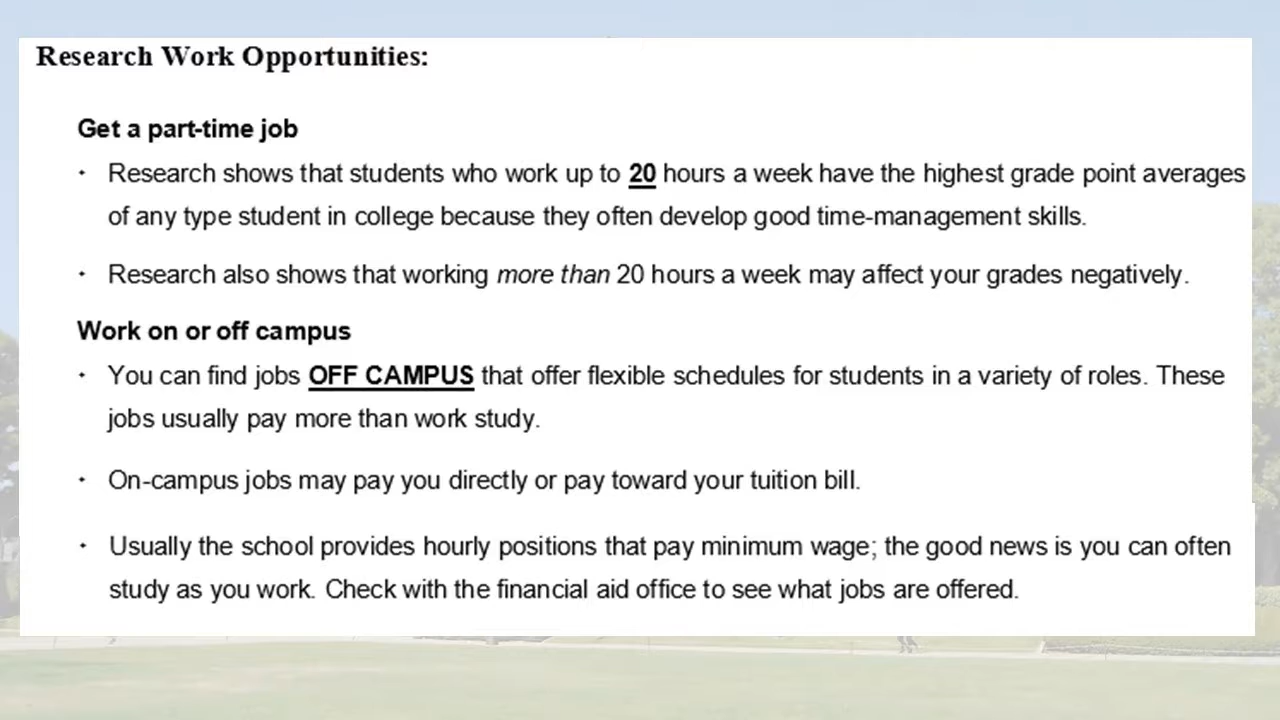 Research Work Opportunities:
Get a part-time job
· Research shows that students who work up to 20 hours a week have the highest grade point averages
of any type student in college because they often develop good time-management skills.
· Research also shows that working more than 20 hours a week may affect your grades negatively.
Work on or off campus
· You can find jobs OFF CAMPUS that offer flexible schedules for students in a variety of roles. These
jobs usually pay more than work study.
· On-campus jobs may pay you directly or pay toward your tuition bill.
· Usually the school provides hourly positions that pay minimum wage; the good news is you can often
study as you work. Check with the financial aid office to see what jobs are offered.